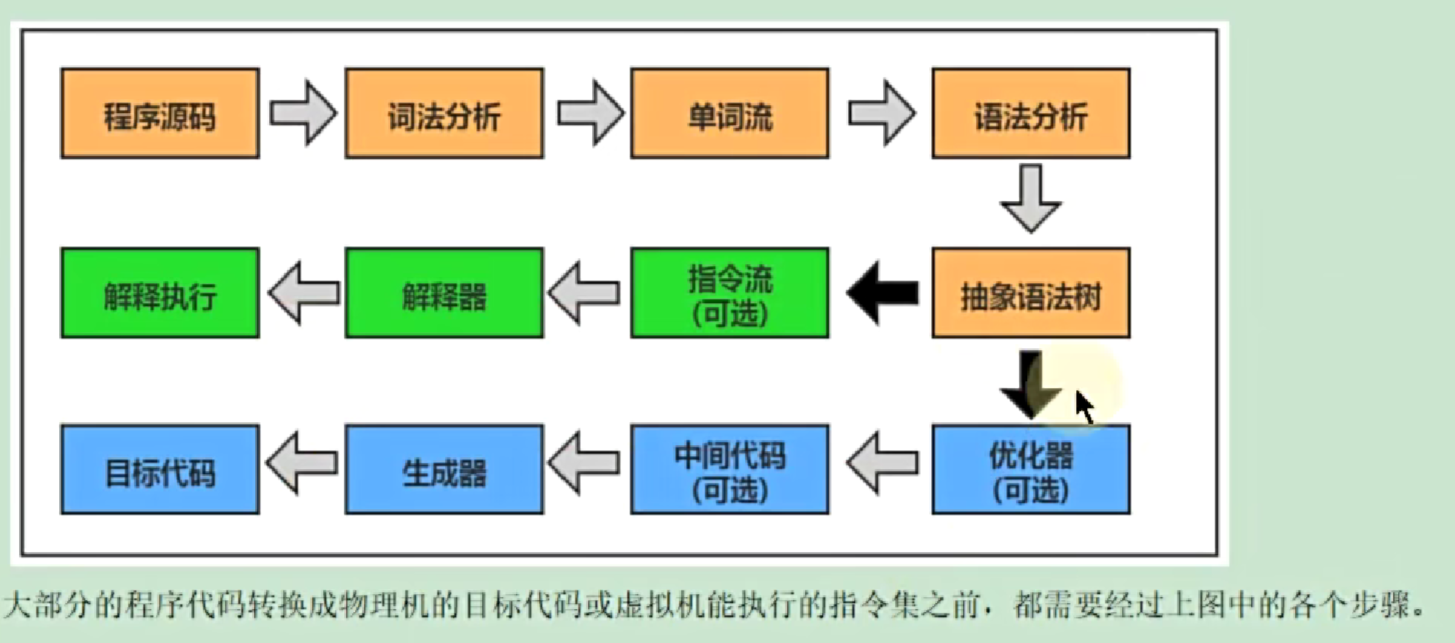 程序源码
词法分析
单词流
语法分析
解释执行
解释器
指令流
(可选)
抽象语法树
目标代码
生成器
中间代码
(可选)
优化器
(可选)
大部分的程序代码转换成物理机的目标代码或虚拟机能执行的指令集之前，都需要经过上图中的各个步骤。